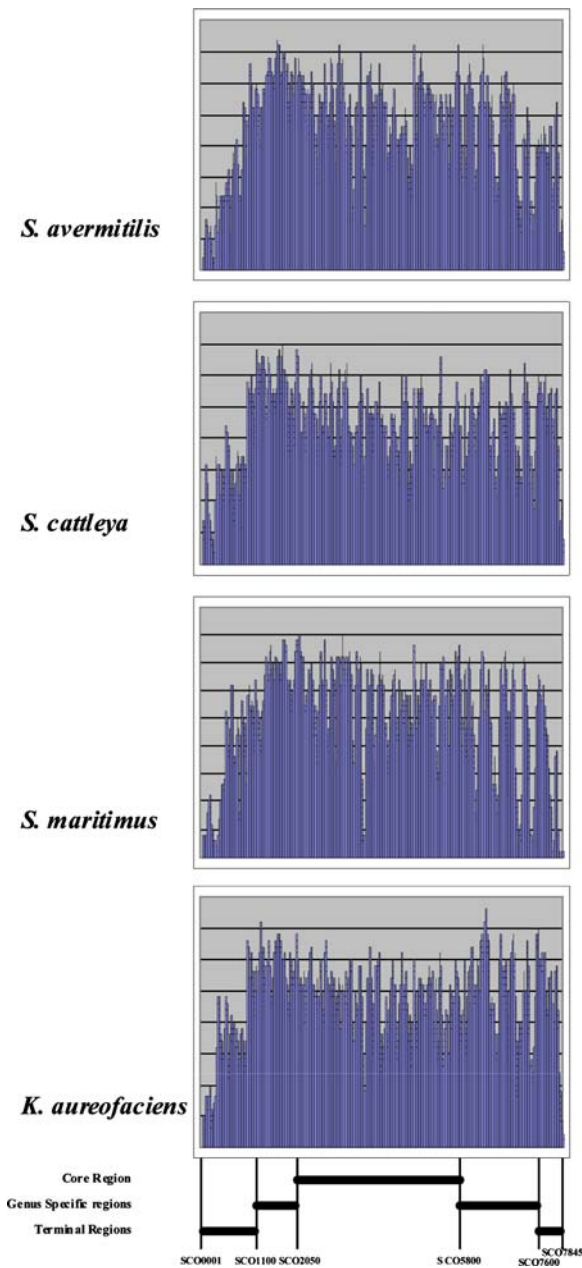 S. avermitilis
S. cattleya
S. maritimus
K. aureofaciens
Core Region
Genus Specific regions
Terminal Regions
SCO0001 SCO1100 SCO2050 SCO5800 SCO7600 SCO7845